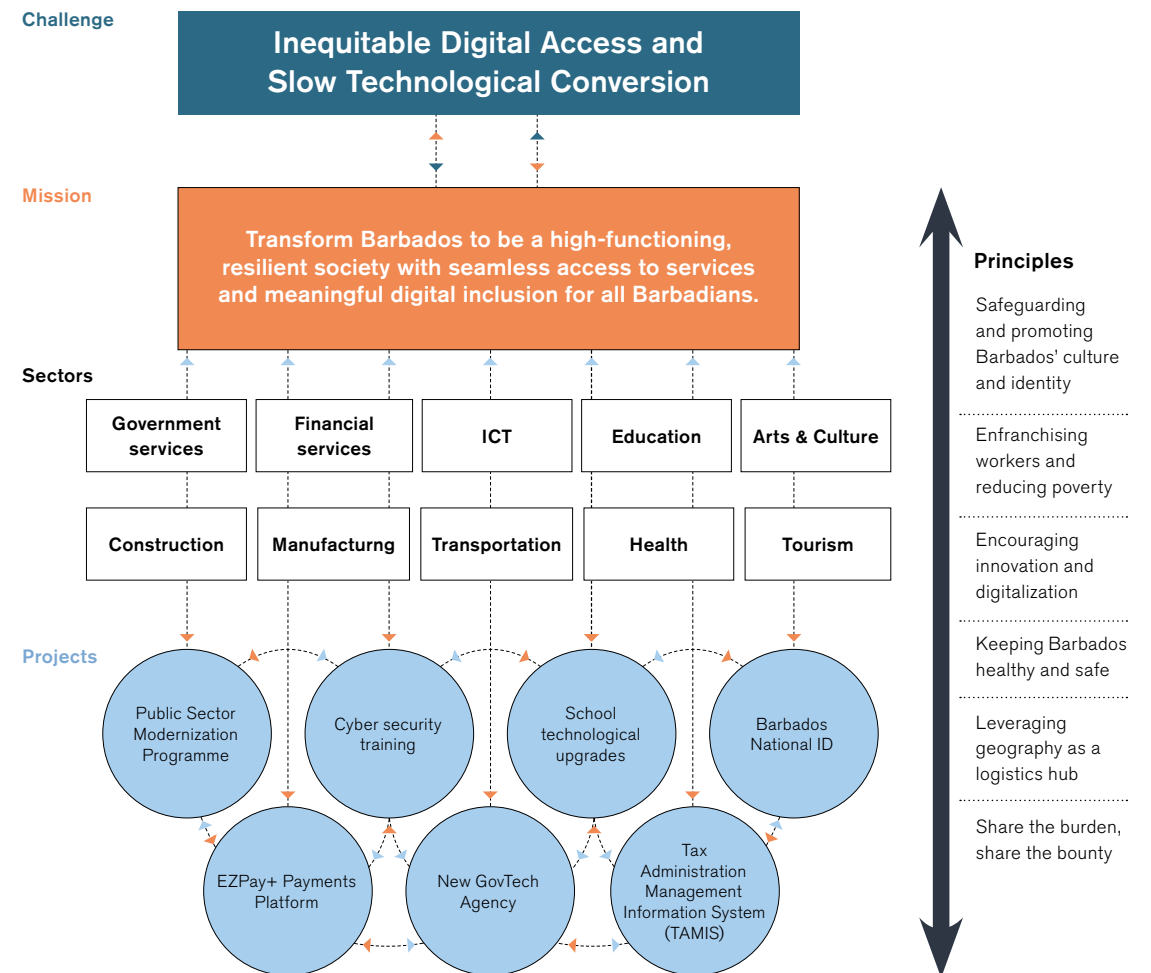 Challenge
Inequitable Digital Access and
Slow Technological Conversion
Mission
Transform Barbados to be a high-functioning,
resilient society with seamless access to services
and meaningful digital inclusion for all Barbadians.
Sectors
Government
services
Financial
services
ICT
Education
Arts & Culture
Construction
Manufacturng
Transportation
Health
Tourism
Projects
Public Sector
Modernization
Programme
Cyber security
training
School
technological
upgrades
Barbados
National ID
EZPay+ Payments
Platform
New GovTech
Agency
Tax
Administration
Management
Information System
(TAMIS)
Principles
Safeguarding
and promoting
Barbados’ culture
and identity
Enfranchising
workers and
reducing poverty
Encouraging
innovation and
digitalization
Keeping Barbados
healthy and safe
Leveraging
geography as a
logistics hub
Share the burden,
share the bounty